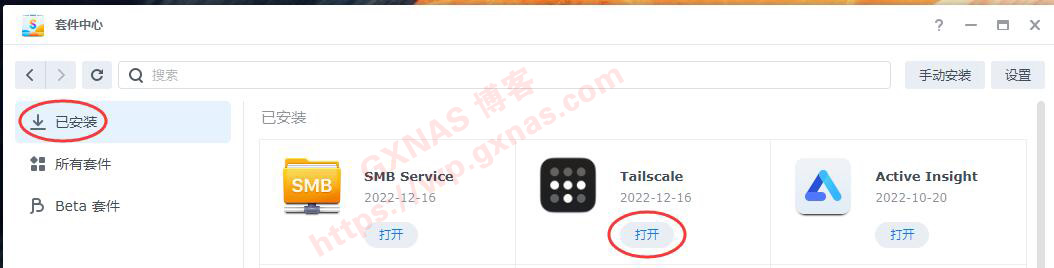 套件中心
搜索
手动安装
设置
已安装
所有套件
Beta 套件
已安装
SMB
SMB Service
2022-12-16
打开
Tailscale
2022-12-16
打开
Active Insight
2022-10-20
打开
GXNAS 博客
https://wp.gxnas.com